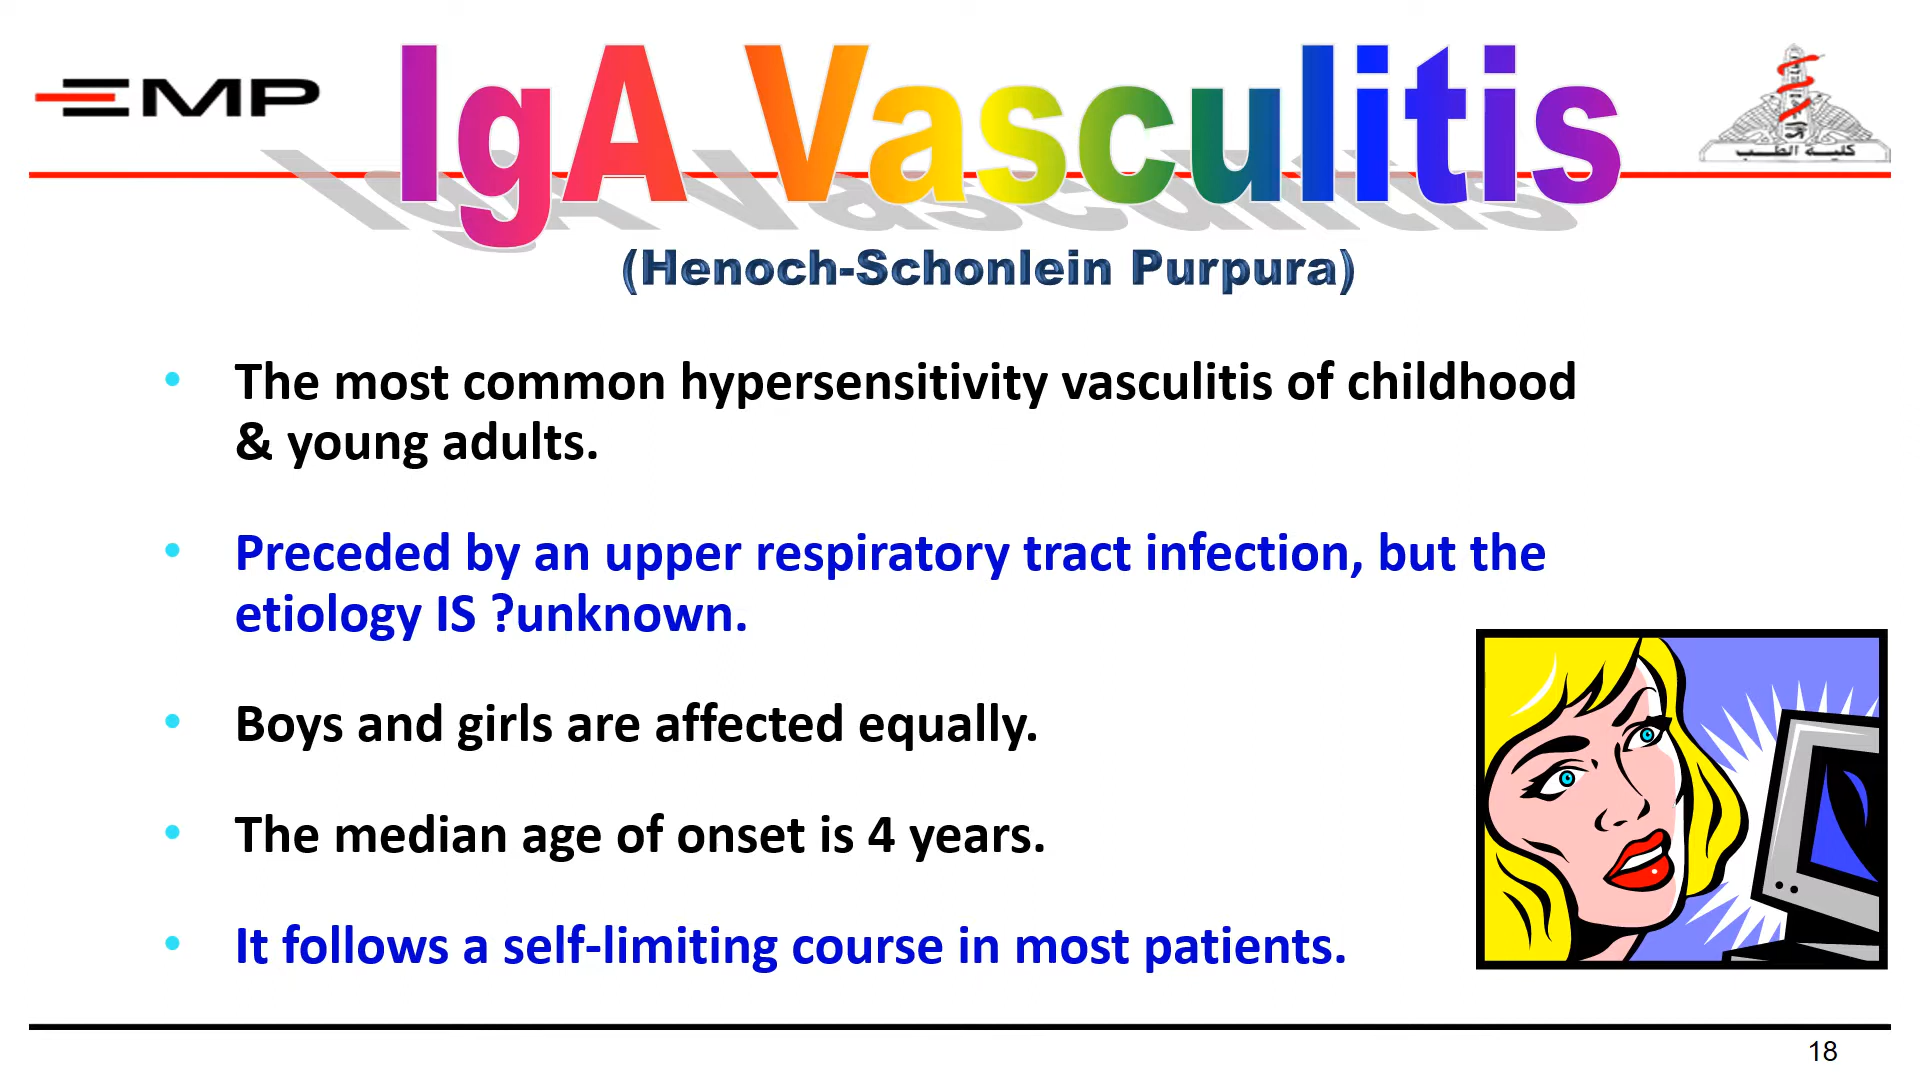 EMP
IgA Vasculitis
كلية الطب
(Henoch-Schonlein Purpura)
• The most common hypersensitivity vasculitis of childhood
& young adults.
• Preceded by an upper respiratory tract infection, but the
etiology IS ?unknown.
• Boys and girls are affected equally.
• The median age of onset is 4 years.
• It follows a self-limiting course in most patients.
18